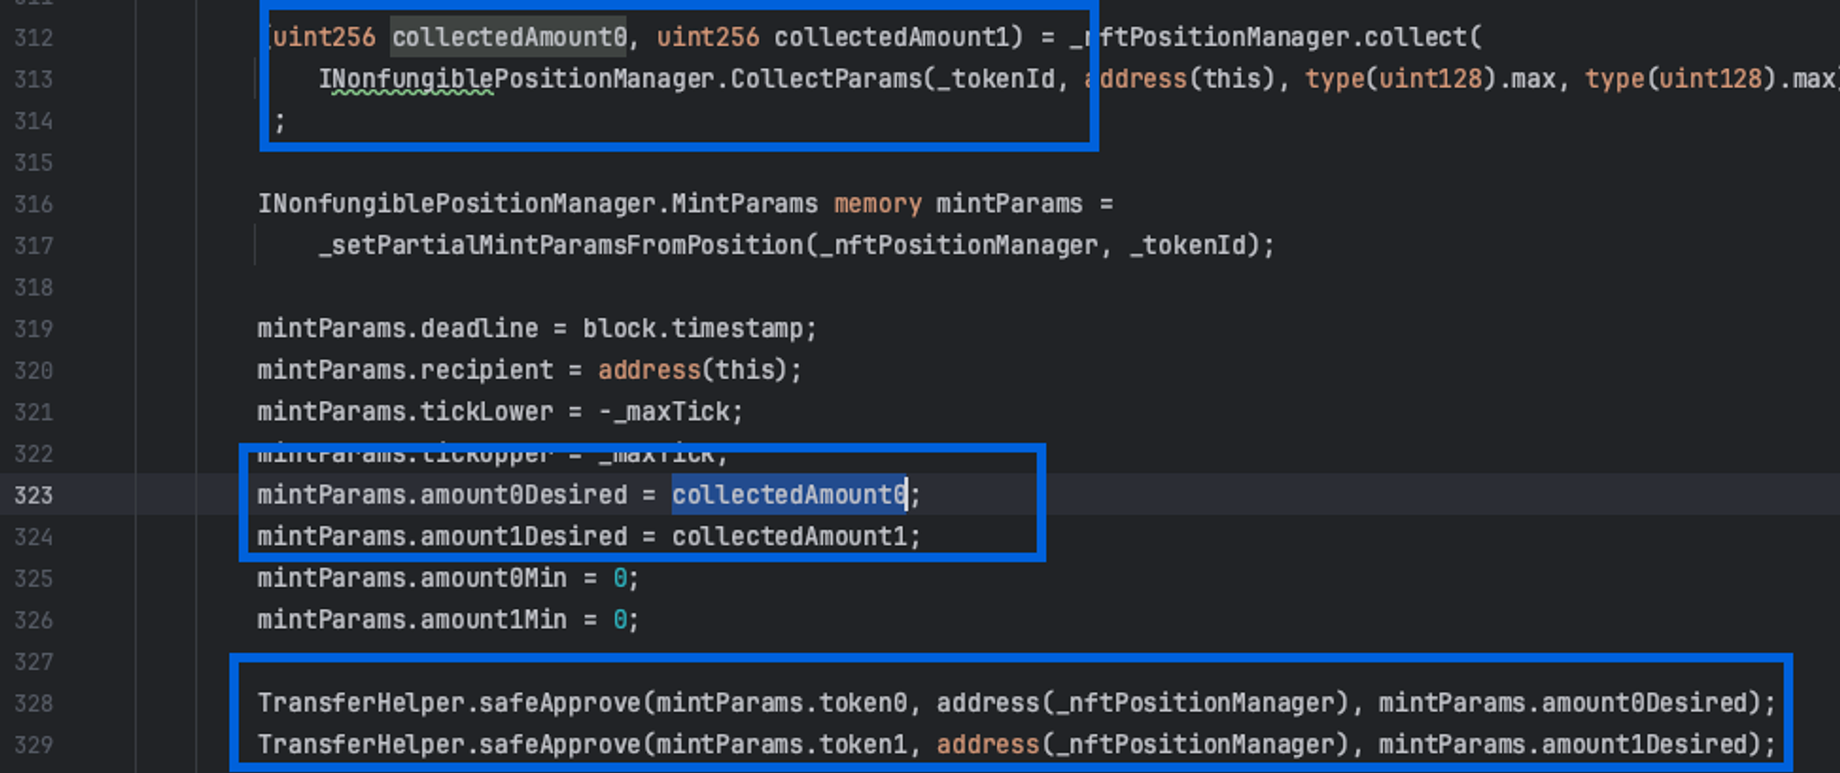 311
312 (uint256 collectedAmount0, uint256 collectedAmount1) = _nftPositionManager.collect(
313 INonfungiblePositionManager.CollectParams(_tokenId, address(this), type(uint128).max, type(uint128).max)
314 ;
315
316 INonfungiblePositionManager.MintParams memory mintParams =
317 _setPartialMintParamsFromPosition(_nftPositionManager, _tokenId);
318
319 mintParams.deadline = block.timestamp;
320 mintParams.recipient = address(this);
321 mintParams.tickLower = -_maxTick;
322 mintParams.tickUpper = _maxTick;
323 mintParams.amount0Desired = collectedAmount0;
324 mintParams.amount1Desired = collectedAmount1;
325 mintParams.amount0Min = 0;
326 mintParams.amount1Min = 0;
327
328 TransferHelper.safeApprove(mintParams.token0, address(_nftPositionManager), mintParams.amount0Desired);
329 TransferHelper.safeApprove(mintParams.token1, address(_nftPositionManager), mintParams.amount1Desired);